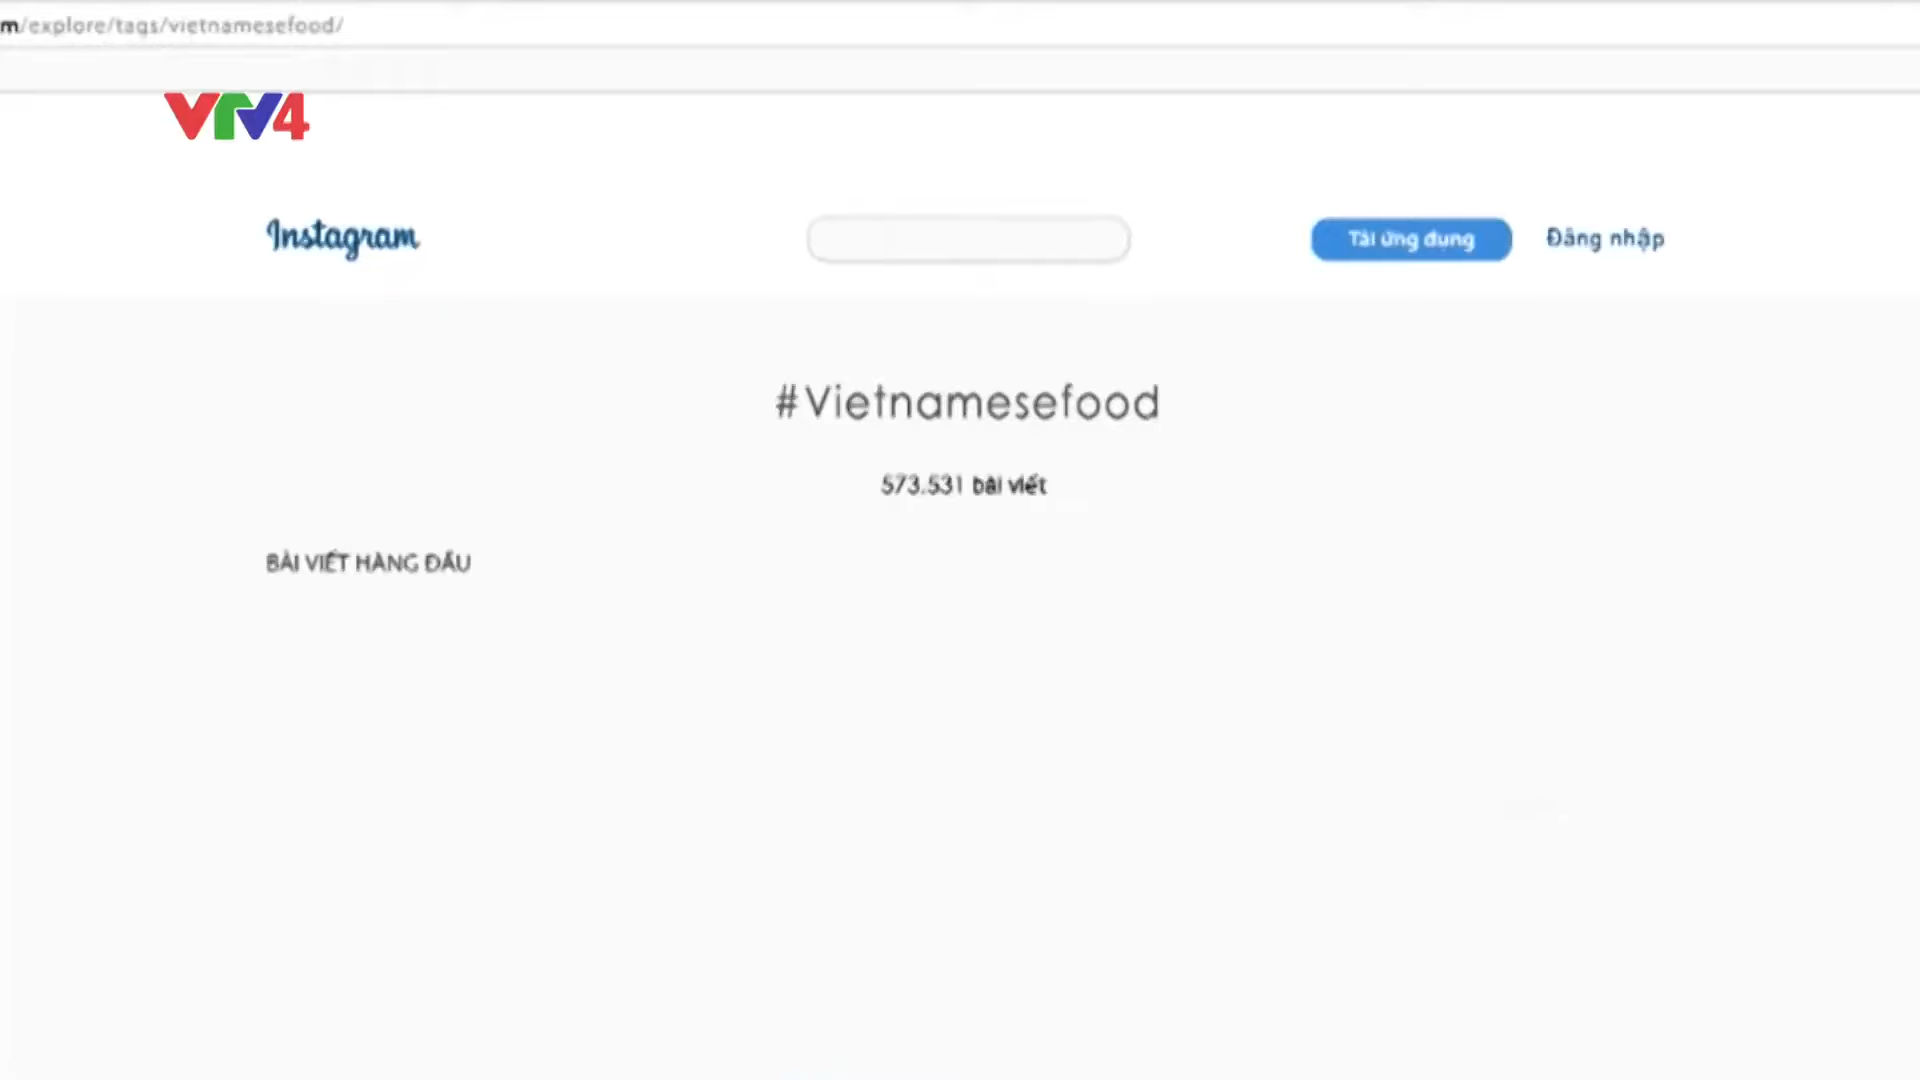 m/explore/tags/vietnamesefood/
VTV4
Instagram
Tải ứng dụng
Đăng nhập
#Vietnamesefood
573.531 bài viết
BÀI VIẾT HÀNG ĐẦU